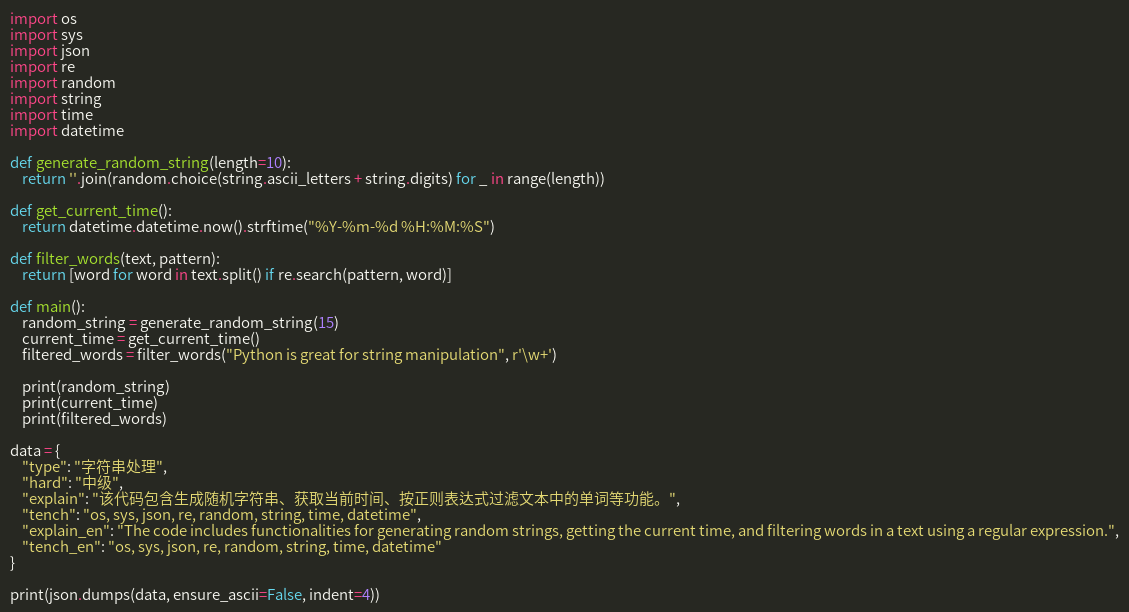 import os
import sys
import json
import re
import random
import string
import time
import datetime

def generate_random_string(length=10):
    return ''.join(random.choice(string.ascii_letters + string.digits) for _ in range(length))

def get_current_time():
    return datetime.datetime.now().strftime("%Y-%m-%d %H:%M:%S")

def filter_words(text, pattern):
    return [word for word in text.split() if re.search(pattern, word)]

def main():
    random_string = generate_random_string(15)
    current_time = get_current_time()
    filtered_words = filter_words("Python is great for string manipulation", r'\w+')

    print(random_string)
    print(current_time)
    print(filtered_words)

data = {
    "type": "字符串处理",
    "hard": "中级",
    "explain": "该代码包含生成随机字符串、获取当前时间、按正则表达式过滤文本中的单词等功能。",
    "tench": "os, sys, json, re, random, string, time, datetime",
    "explain_en": "The code includes functionalities for generating random strings, getting the current time, and filtering words in a text using a regular expression.",
    "tench_en": "os, sys, json, re, random, string, time, datetime"
}

print(json.dumps(data, ensure_ascii=False, indent=4))